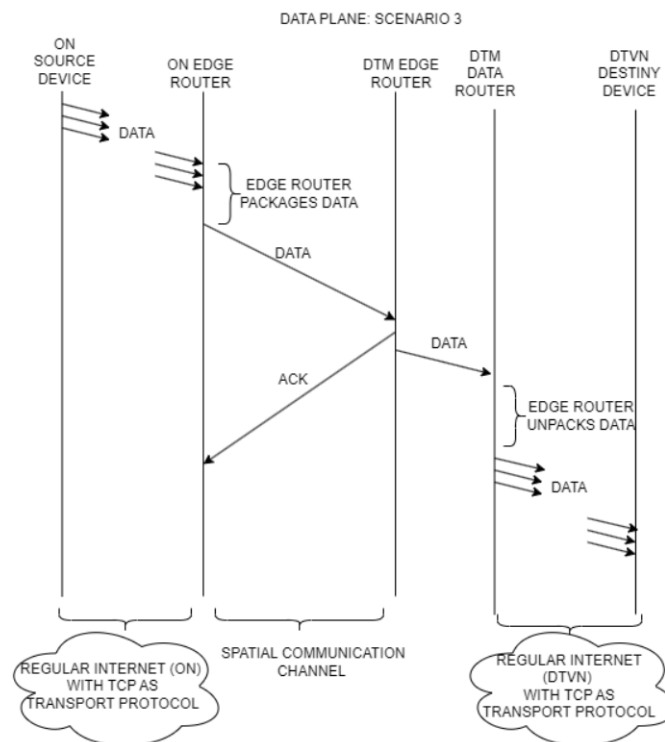 DATA PLANE: SCENARIO 3
ON
SOURCE
DEVICE
ON EDGE
ROUTER
DTM EDGE
ROUTER
DTM
DATA
ROUTER
DTVN
DESTINY
DEVICE
DATA
EDGE ROUTER
PACKAGES DATA
DATA
DATA
ACK
EDGE ROUTER
UNPACKS DATA
DATA
REGULAR INTERNET (ON)
WITH TCP AS
TRANSPORT PROTOCOL
SPATIAL COMMUNICATION
CHANNEL
REGULAR INTERNET
(DTVN)
WITH TCP AS
TRANSPORT PROTOCOL